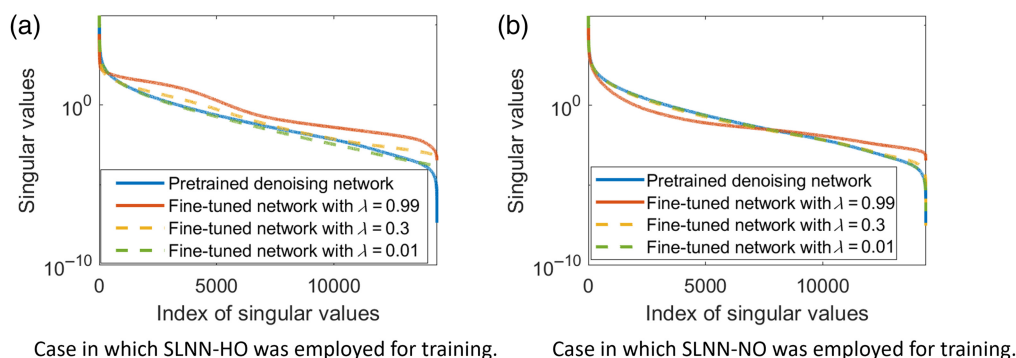 (a)
Singular values
10^0
10^-10
Pretrained denoising network
Fine-tuned network with λ = 0.99
Fine-tuned network with λ = 0.3
Fine-tuned network with λ = 0.01
0 5000 10000
Index of singular values
Case in which SLNN-HO was employed for training.
(b)
Singular values
10^0
10^-10
Pretrained denoising network
Fine-tuned network with λ = 0.99
Fine-tuned network with λ = 0.3
Fine-tuned network with λ = 0.01
0 5000 10000
Index of singular values
Case in which SLNN-NO was employed for training.